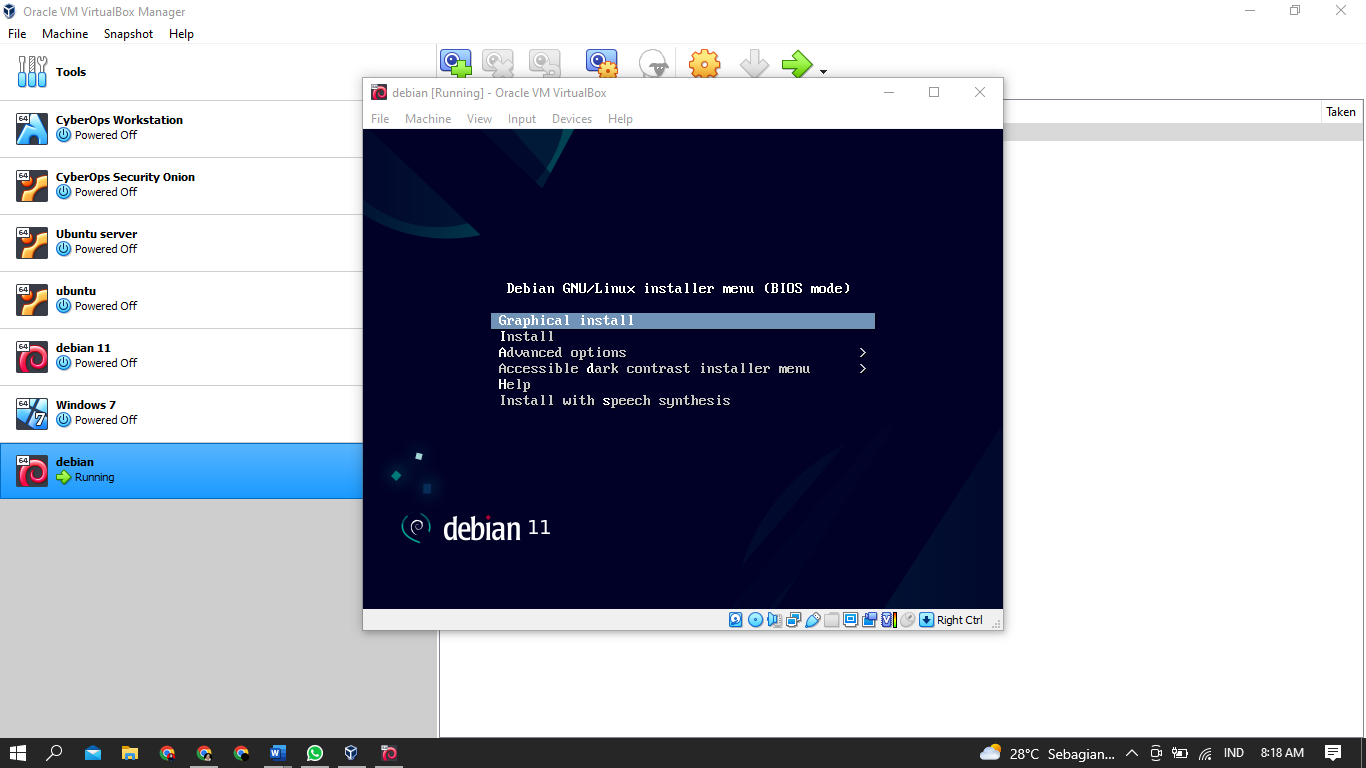 Oracle VM VirtualBox Manager
File Machine Snapshot Help
Tools
Taken
64
CyberOps Workstation
Powered Off
64
CyberOps Security Onion
Powered Off
64
Ubuntu server
Powered Off
64
ubuntu
Powered Off
64
debian 11
Powered Off
64
7
Windows 7
Powered Off
64
debian
Running
debian [Running] - Oracle VM VirtualBox
File Machine View Input Devices Help
Debian GNU/Linux installer menu (BIOS mode)
Graphical install
Install
Advanced options >
Accessible dark contrast installer menu >
Help
Install with speech synthesis
debian 11
Right Ctrl
28°C Sebagian... IND 8:18 AM